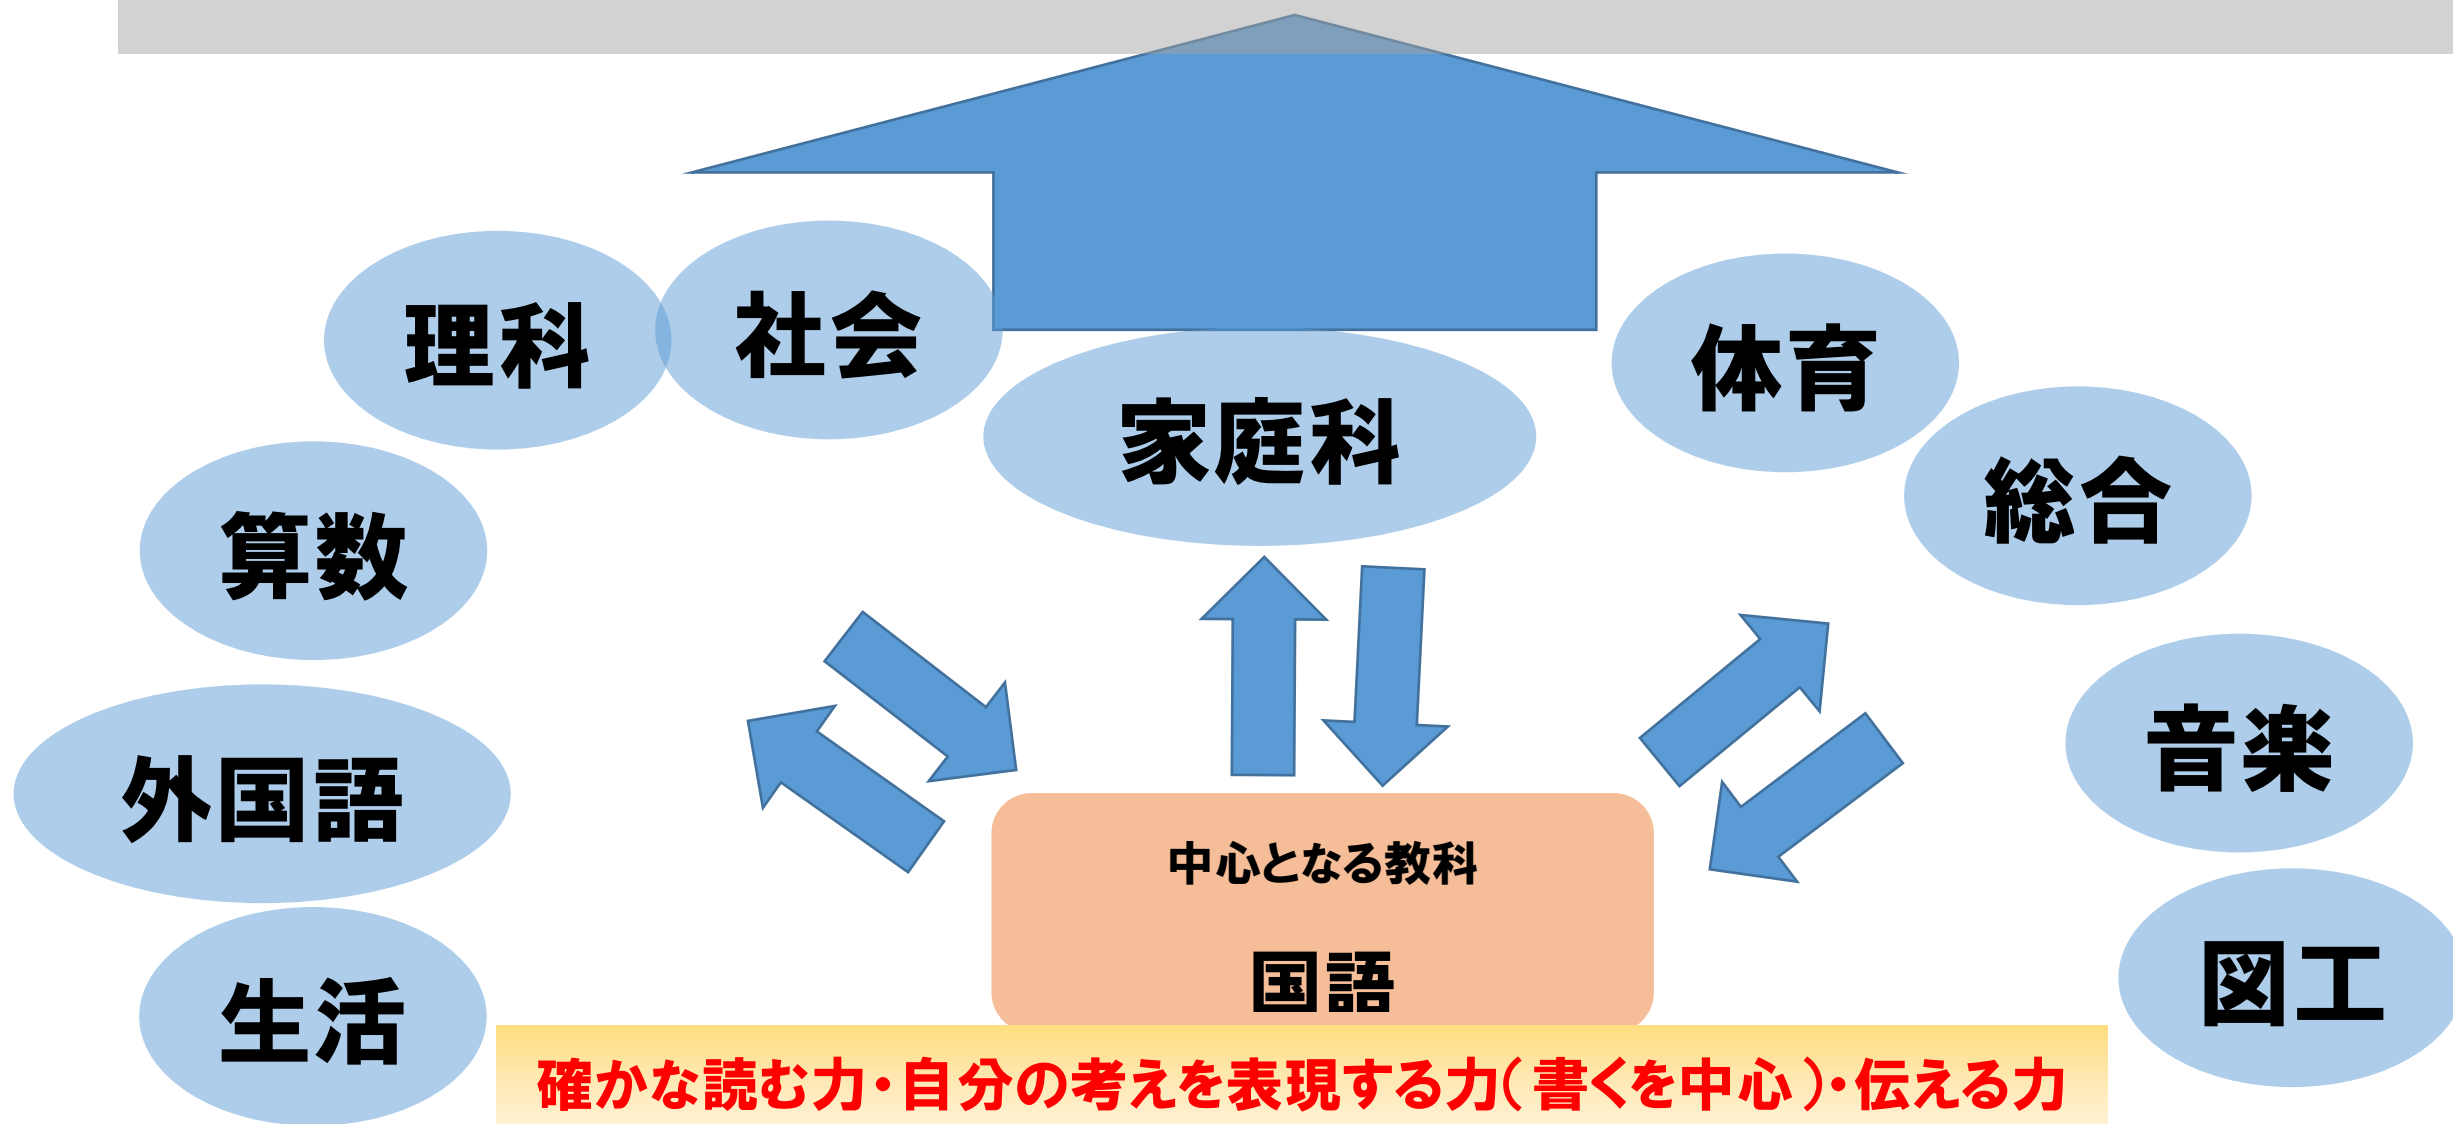 理科
社会
家庭科
体育
総合
算数
音楽
外国語
図工
生活
中心となる教科
国語
確かな読む力・自分の考えを表現する力(書くを中心)・伝える力